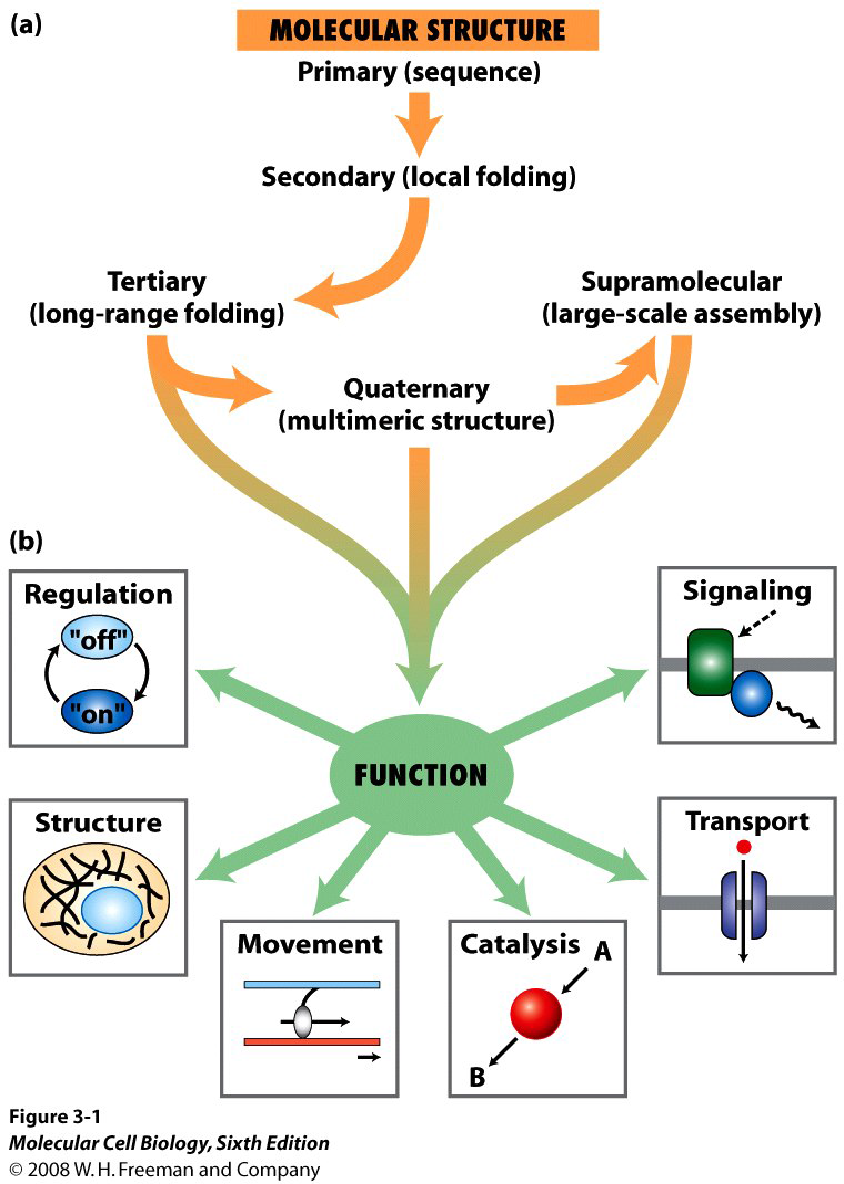 (a)
MOLECULAR STRUCTURE
Primary (sequence)
Secondary (local folding)
Tertiary
(long-range folding)
Supramolecular
(large-scale assembly)
Quaternary
(multimeric structure)
(b)
Regulation
"off"
"on"
Signaling
FUNCTION
Structure
Transport
Movement
Catalysis
A
B
Figure 3-1
Molecular Cell Biology, Sixth Edition
© 2008 W. H. Freeman and Company